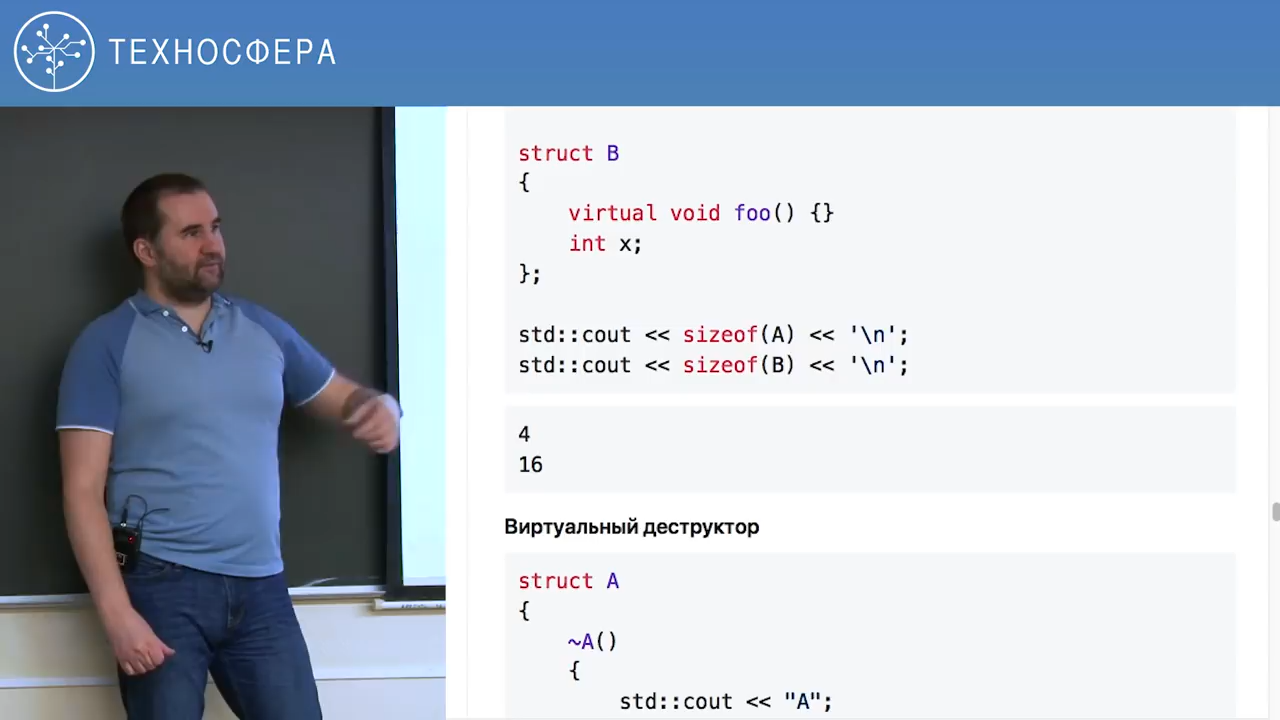 ТЕХНОСФЕРА
struct B
{
    virtual void foo() {}
    int x;
};
std::cout << sizeof(A) << '\n';
std::cout << sizeof(B) << '\n';
4
16
Виртуальный деструктор
struct A
{
    ~A()
    {
        std::cout << "A";